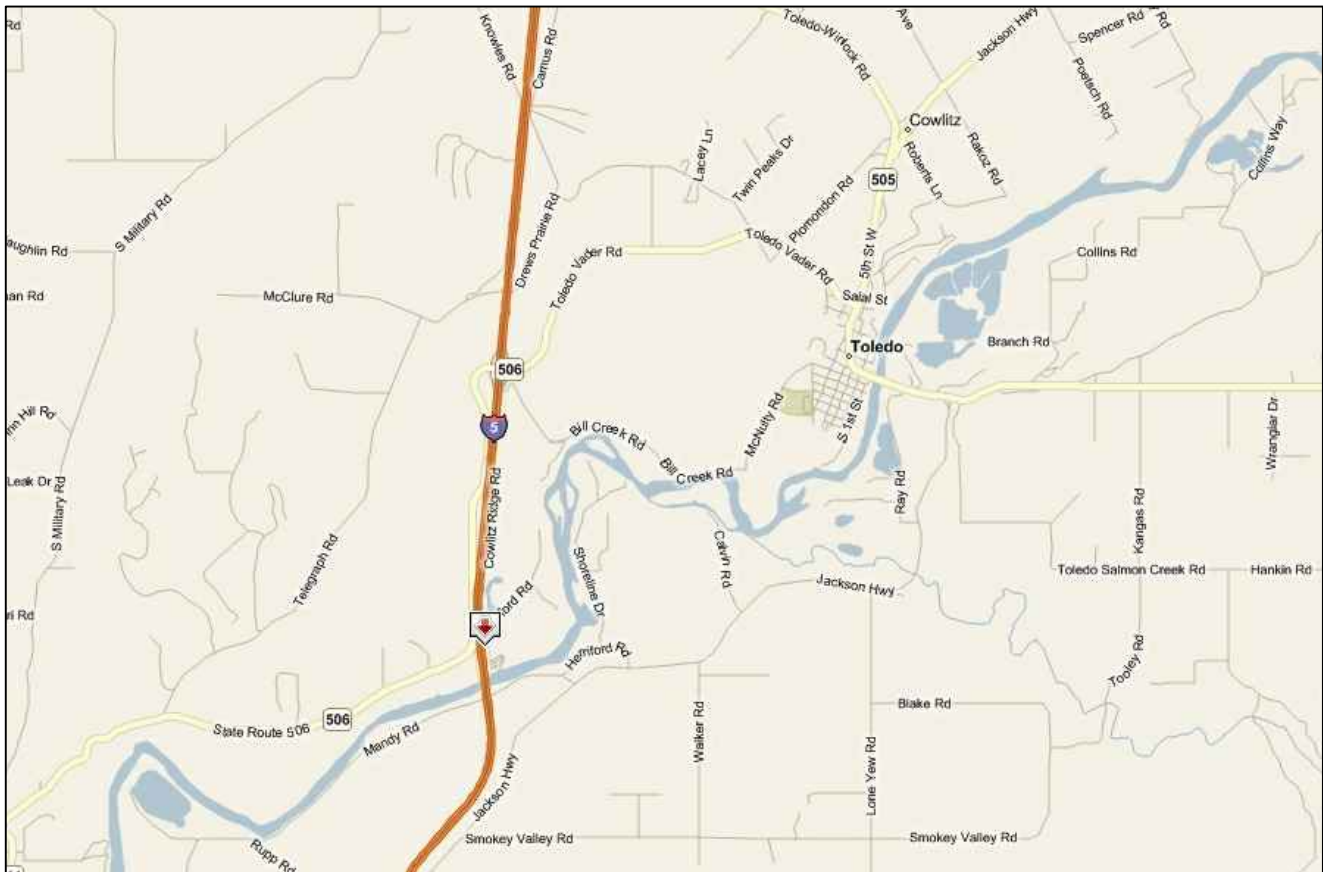 Rd
Knowles Rd
Camus Rd
Toledo-Winlock Rd
Ave
Jackson Hwy
Spencer Rd
Rd
Poetsch Rd
Cowlitz
Collins Way
Lacey Ln
Twin Peaks Dr
Roberts Ln
Rakoz Rd
505
Plomondon Rd
S Military Rd
Drews Prairie Rd
Toledo Vader Rd
Toledo Vader Rd
5th St W
Collins Rd
Rd
Rd
McClure Rd
Salal St
Toledo
Branch Rd
506
Hill Rd
5
Bill Creek Rd
McNulty Rd
S 1st St
Wrangler Dr
Leak Dr
Bill Creek Rd
S Military Rd
Cowlitz Ridge Rd
Ray Rd
Kangas Rd
Telegraph Rd
Shoreline Dr
Calvin Rd
Jackson Hwy
Toledo Salmon Creek Rd
Hankin Rd
Rd
Rd
Herriford Rd
Tooley Rd
State Route 506
506
Mandy Rd
Walker Rd
Blake Rd
Jackson Hwy
Lone Yew Rd
Rupp Rd
Smokey Valley Rd
Smokey Valley Rd